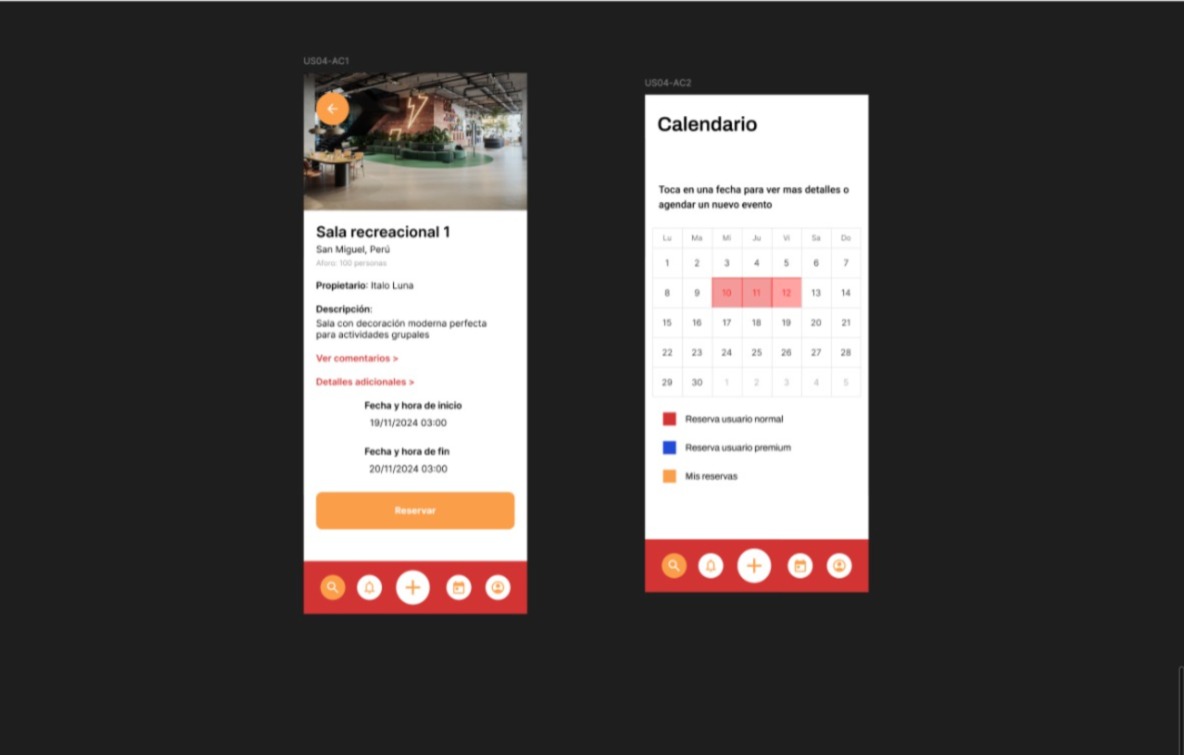 US04-AC1
Sala recreacional 1
San Miguel, Perú
Aforo: 100 personas
Propietario: Italo Luna
Descripción:
Sala con decoración moderna perfecta
para actividades grupales
Ver comentarios >
Detalles adicionales >
Fecha y hora de inicio
19/11/2024 03:00
Fecha y hora de fin
20/11/2024 03:00
Reservar
US04-AC2
Calendario
Toca en una fecha para ver mas detalles o
agendar un nuevo evento
Lu Ma Mi Ju Vi Sa Do
1 2 3 4 5 6 7
8 9 10 11 12 13 14
15 16 17 18 19 20 21
22 23 24 25 26 27 28
29 30 1 2 3 4 5
Reserva usuario normal
Reserva usuario premium
Mis reservas